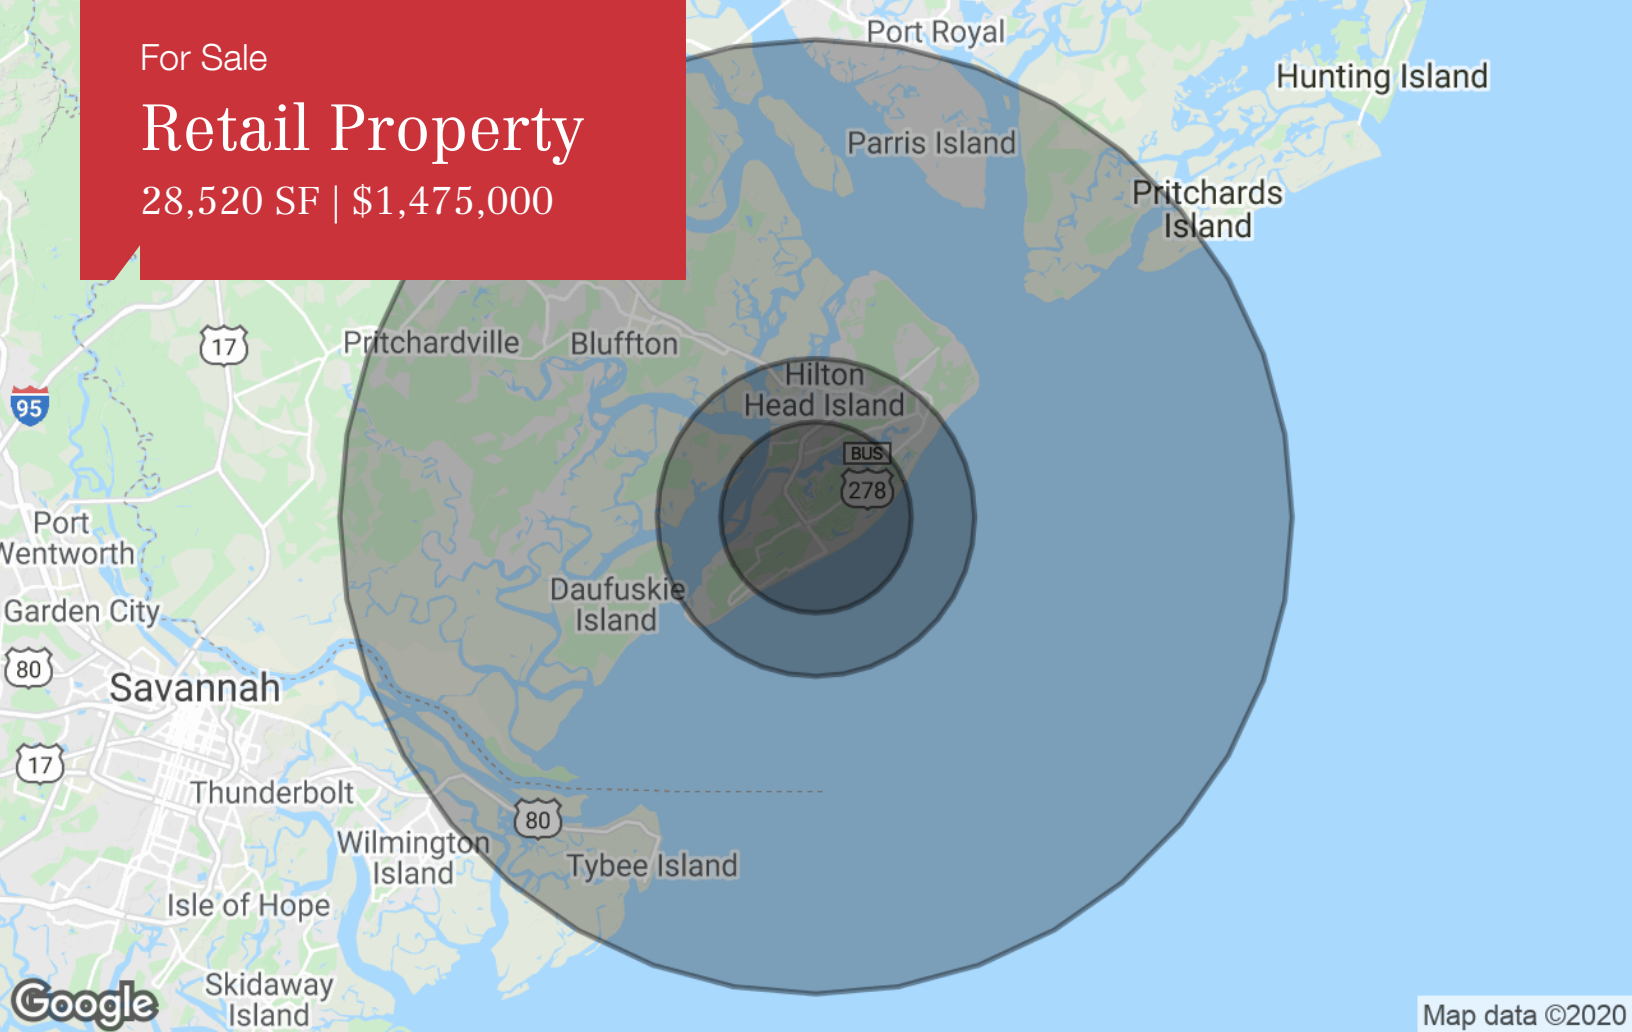 For Sale
Retail Property
28,520 SF | $1,475,000
Port Royal
Hunting Island
Parris Island
Pritchards
Island
17
Pritchardville
Bluffton
Hilton
Head Island
95
BUS
278
Port
Wentworth
Daufuskie
Island
Garden City
80
Savannah
17
Thunderbolt
80
Wilmington
Island
Tybee Island
Isle of Hope
Skidaway
Island
Google
Map data ©2020